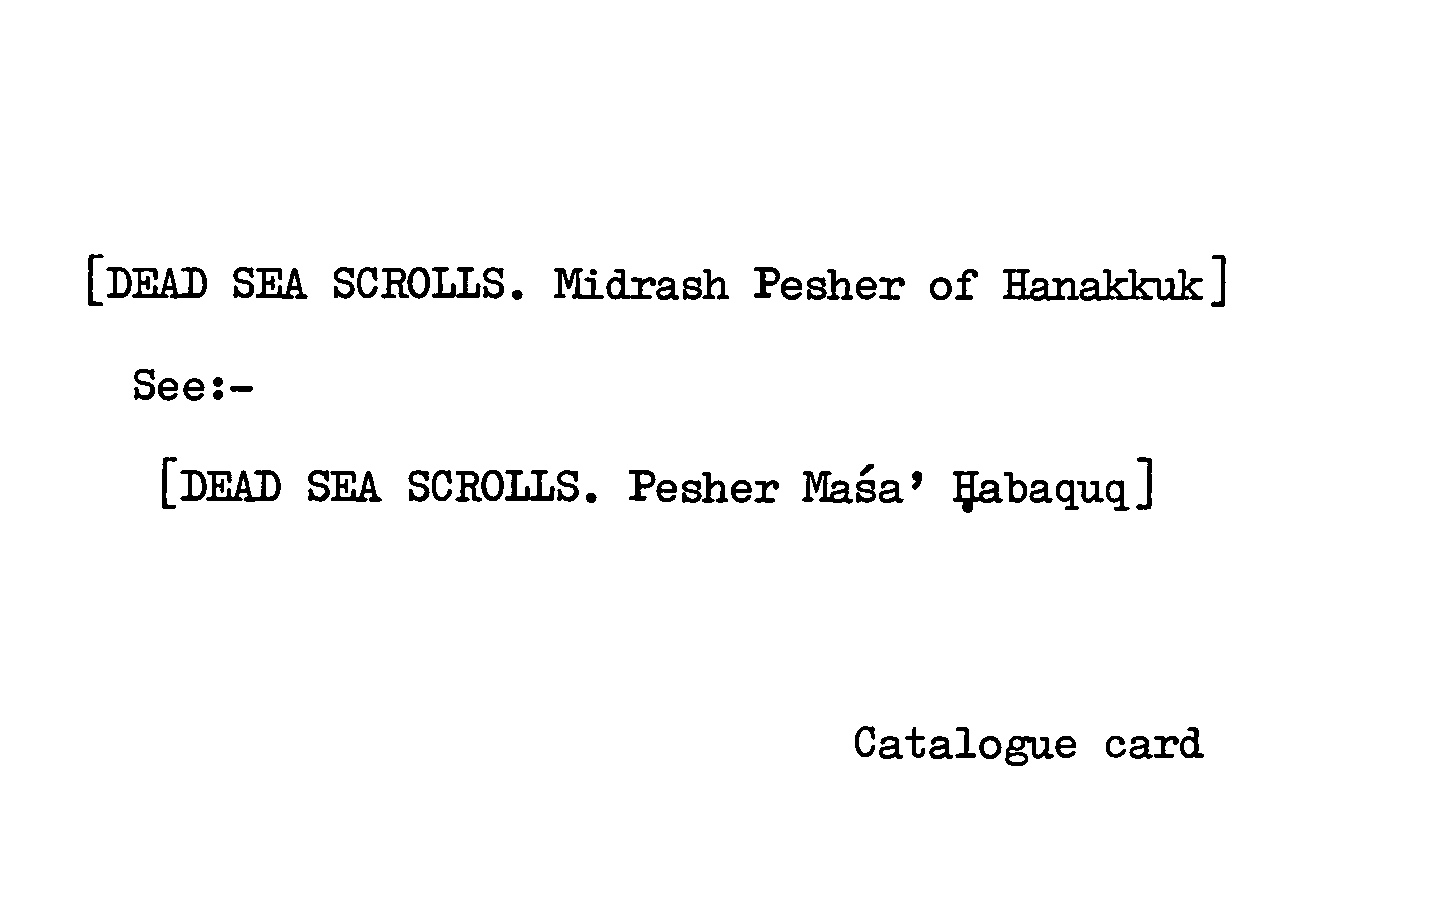 [DEAD SEA SCROLLS. Midrash Pesher of Hanakkuk]
See:-
[DEAD SEA SCROLLS. Pesher Maśa' Ḥabaquq]
Catalogue card